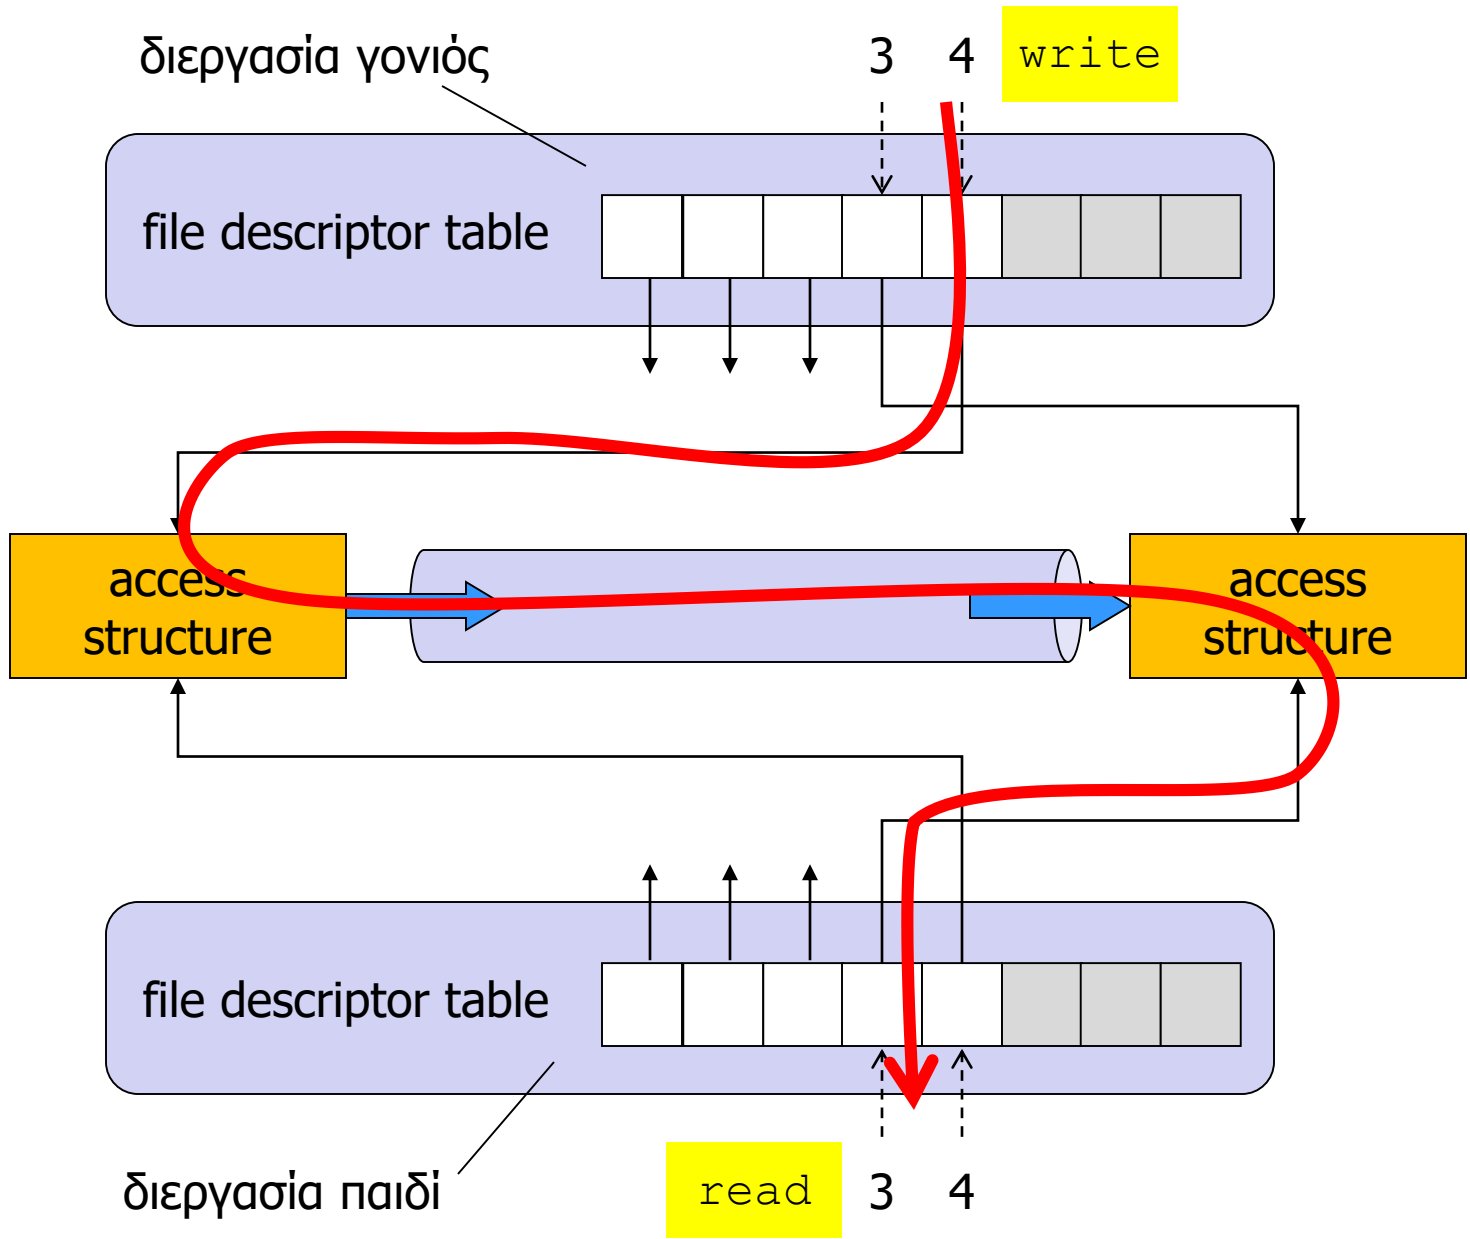 διεργασία γονιός 3 4 write
file descriptor table
access structure
access structure
file descriptor table
read 3 4
διεργασία παιδί